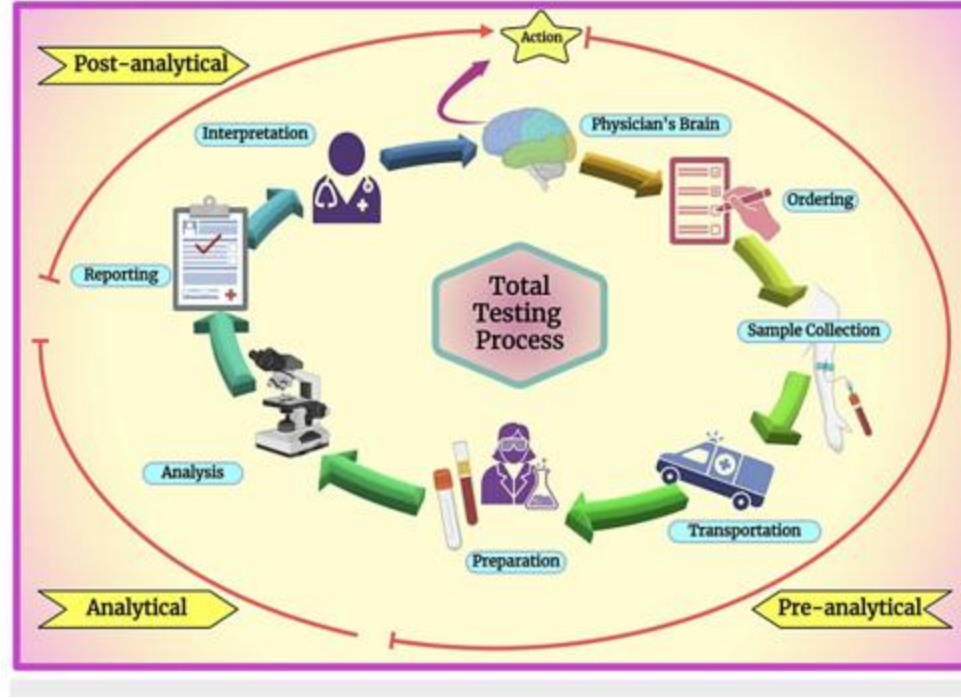 Action
Post-analytical
Interpretation
Physician's Brain
Ordering
Reporting
Total
Testing
Process
Sample Collection
Analysis
Transportation
Preparation
Analytical
Pre-analytical